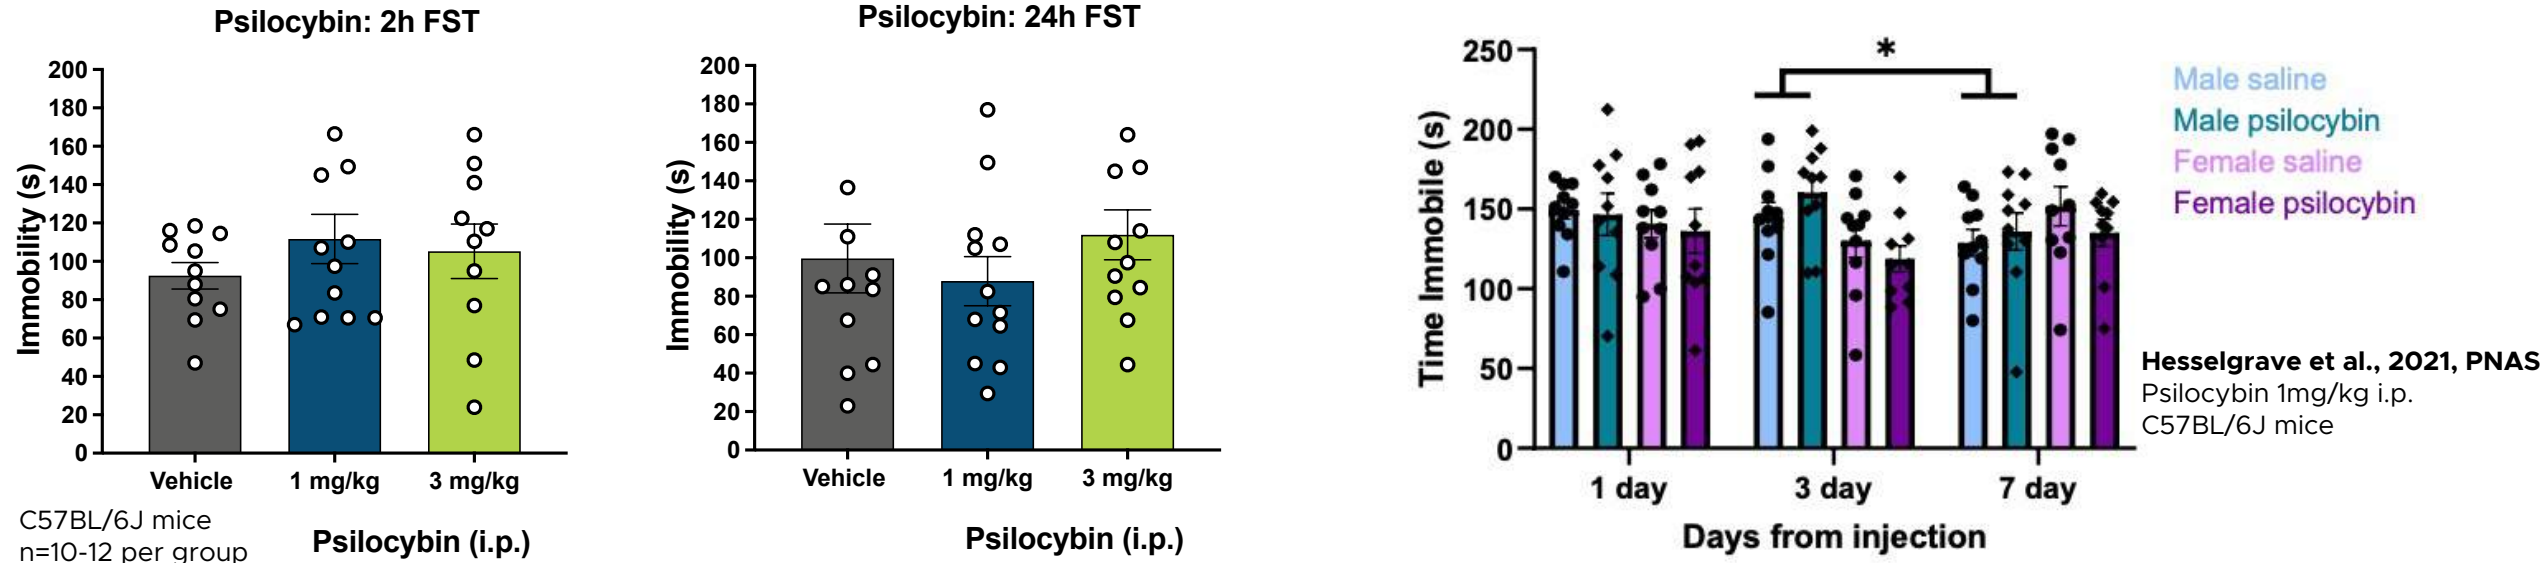 Psilocybin: 2h FST
Immobility (s)
200
180
160
140
120
100
80
60
40
20
0
Vehicle
1 mg/kg
3 mg/kg
Psilocybin (i.p.)
C57BL/6J mice
n=10-12 per group
Psilocybin: 24h FST
Immobility (s)
200
180
160
140
120
100
80
60
40
20
0
Vehicle
1 mg/kg
3 mg/kg
Psilocybin (i.p.)
Time Immobile (s)
250
200
150
100
50
0
*
1 day
3 day
7 day
Days from injection
Male saline
Male psilocybin
Female saline
Female psilocybin
Hesselgrave et al., 2021, PNAS
Psilocybin 1mg/kg i.p.
C57BL/6J mice